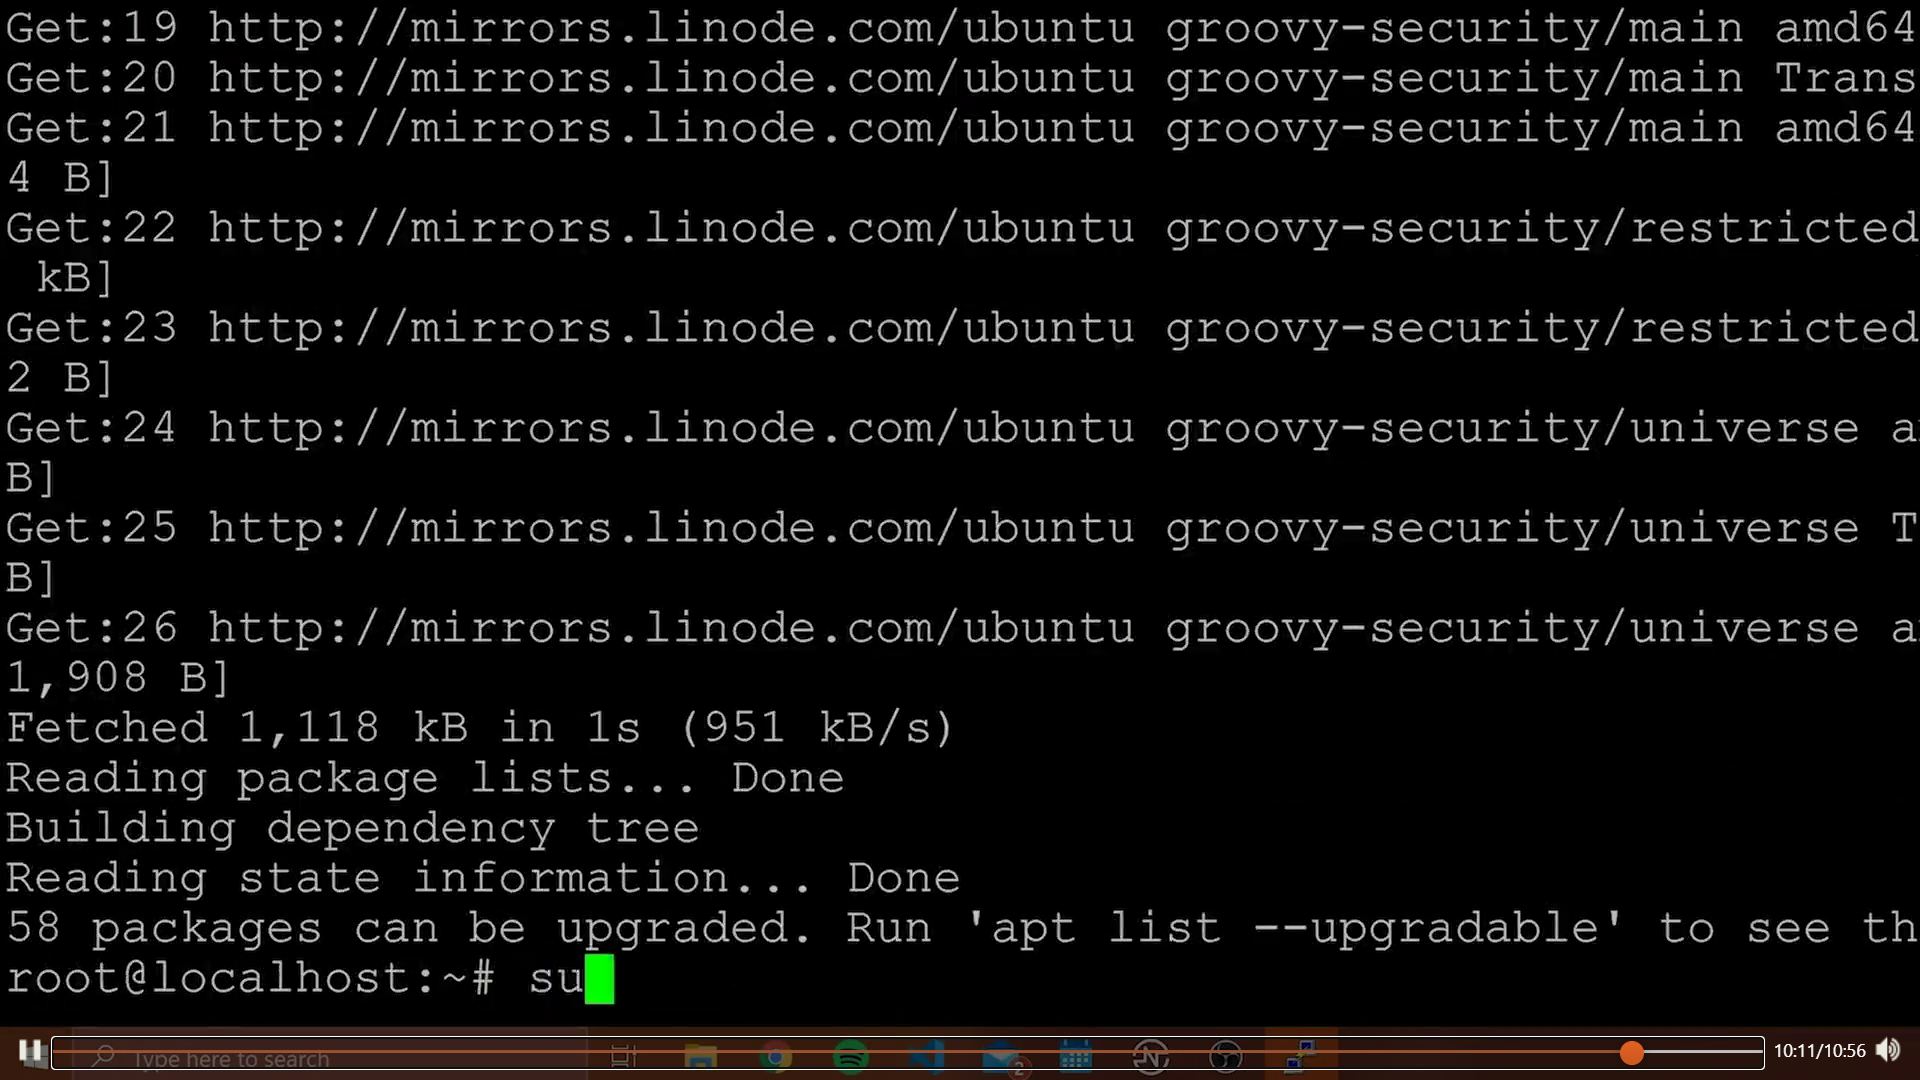 Get:19 http://mirrors.linode.com/ubuntu groovy-security/main amd64
Get:20 http://mirrors.linode.com/ubuntu groovy-security/main Trans
Get:21 http://mirrors.linode.com/ubuntu groovy-security/main amd64
4 B]
Get:22 http://mirrors.linode.com/ubuntu groovy-security/restricted
 kB]
Get:23 http://mirrors.linode.com/ubuntu groovy-security/restricted
2 B]
Get:24 http://mirrors.linode.com/ubuntu groovy-security/universe a
B]
Get:25 http://mirrors.linode.com/ubuntu groovy-security/universe T
B]
Get:26 http://mirrors.linode.com/ubuntu groovy-security/universe a
1,908 B]
Fetched 1,118 kB in 1s (951 kB/s)
Reading package lists... Done
Building dependency tree
Reading state information... Done
58 packages can be upgraded. Run 'apt list --upgradable' to see th
root@localhost:~# su
Type here to search
2
10:11/10:56